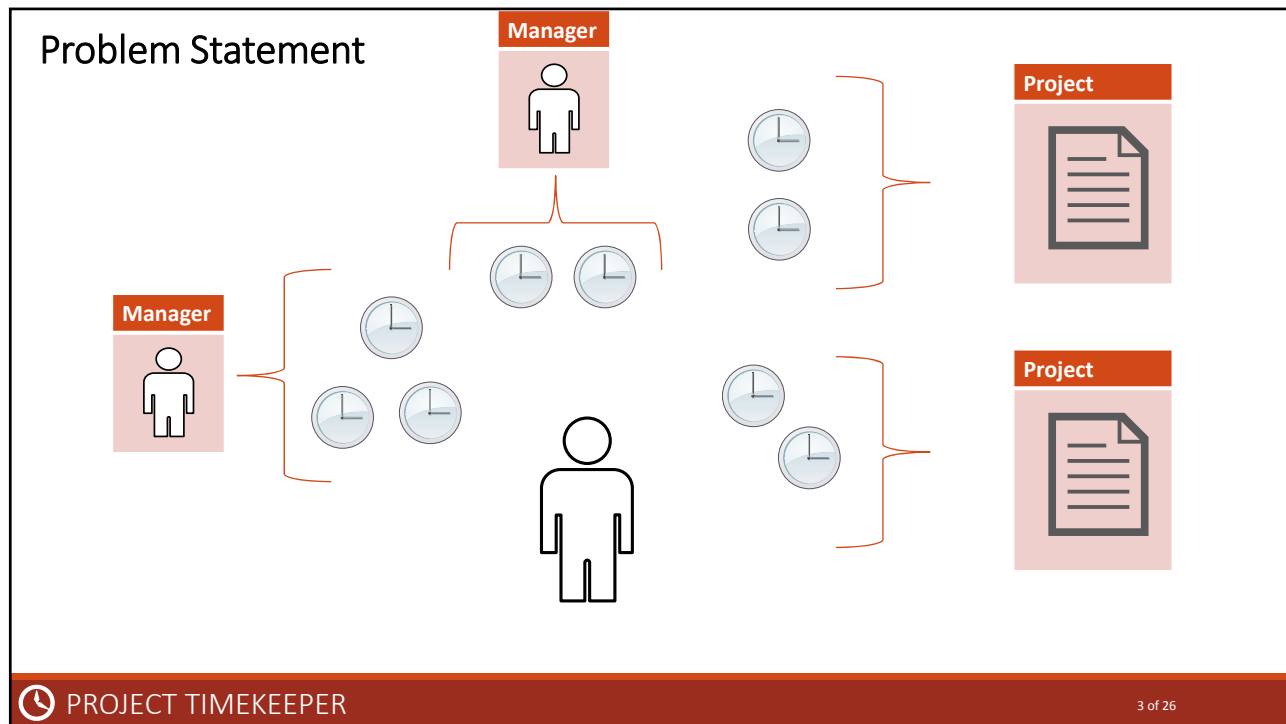 Problem Statement
Manager
Project
Manager
Project
PROJECT TIMEKEEPER
3 of 26